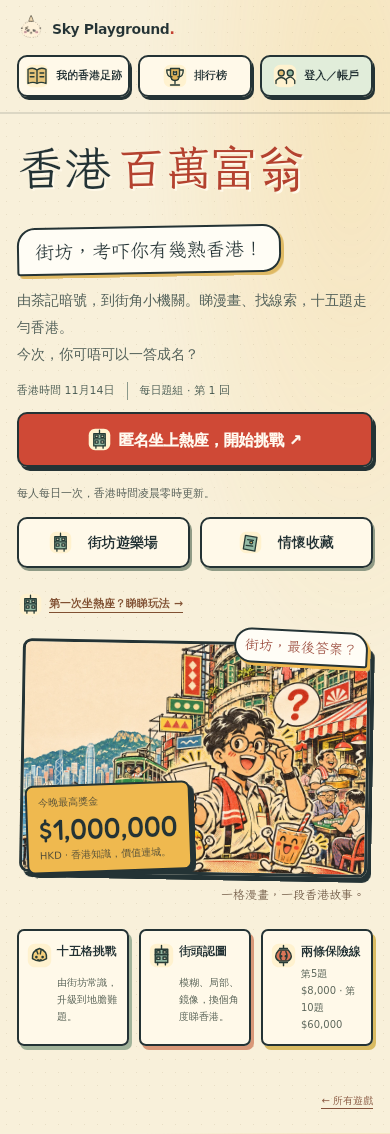 Sky Playground.
我的香港足跡
排行榜
登入／帳戶
香港 百萬富翁
街坊，考吓你有幾熟香港！
由茶記暗號，到街角小機關。睇漫畫、找線索，十五題走
勻香港。
今次，你可唔可以一答成名？
香港時間 11月14日
每日題組 · 第 1 回
匿名坐上熱座，開始挑戰 ↗
每人每日一次，香港時間凌晨零時更新。
街坊遊樂場
情懷收藏
第一次坐熱座？睇睇玩法 →
街坊，最後答案？
?
今晚最高獎金
$1,000,000
HKD · 香港知識，價值連城。
一格漫畫，一段香港故事。
十五格挑戰
由街坊常識，
升級到地膽難
題。
街頭認圖
模糊、局部、
鏡像，換個角
度睇香港。
兩條保險線
第5題
$8,000 · 第
10題
$60,000
← 所有遊戲